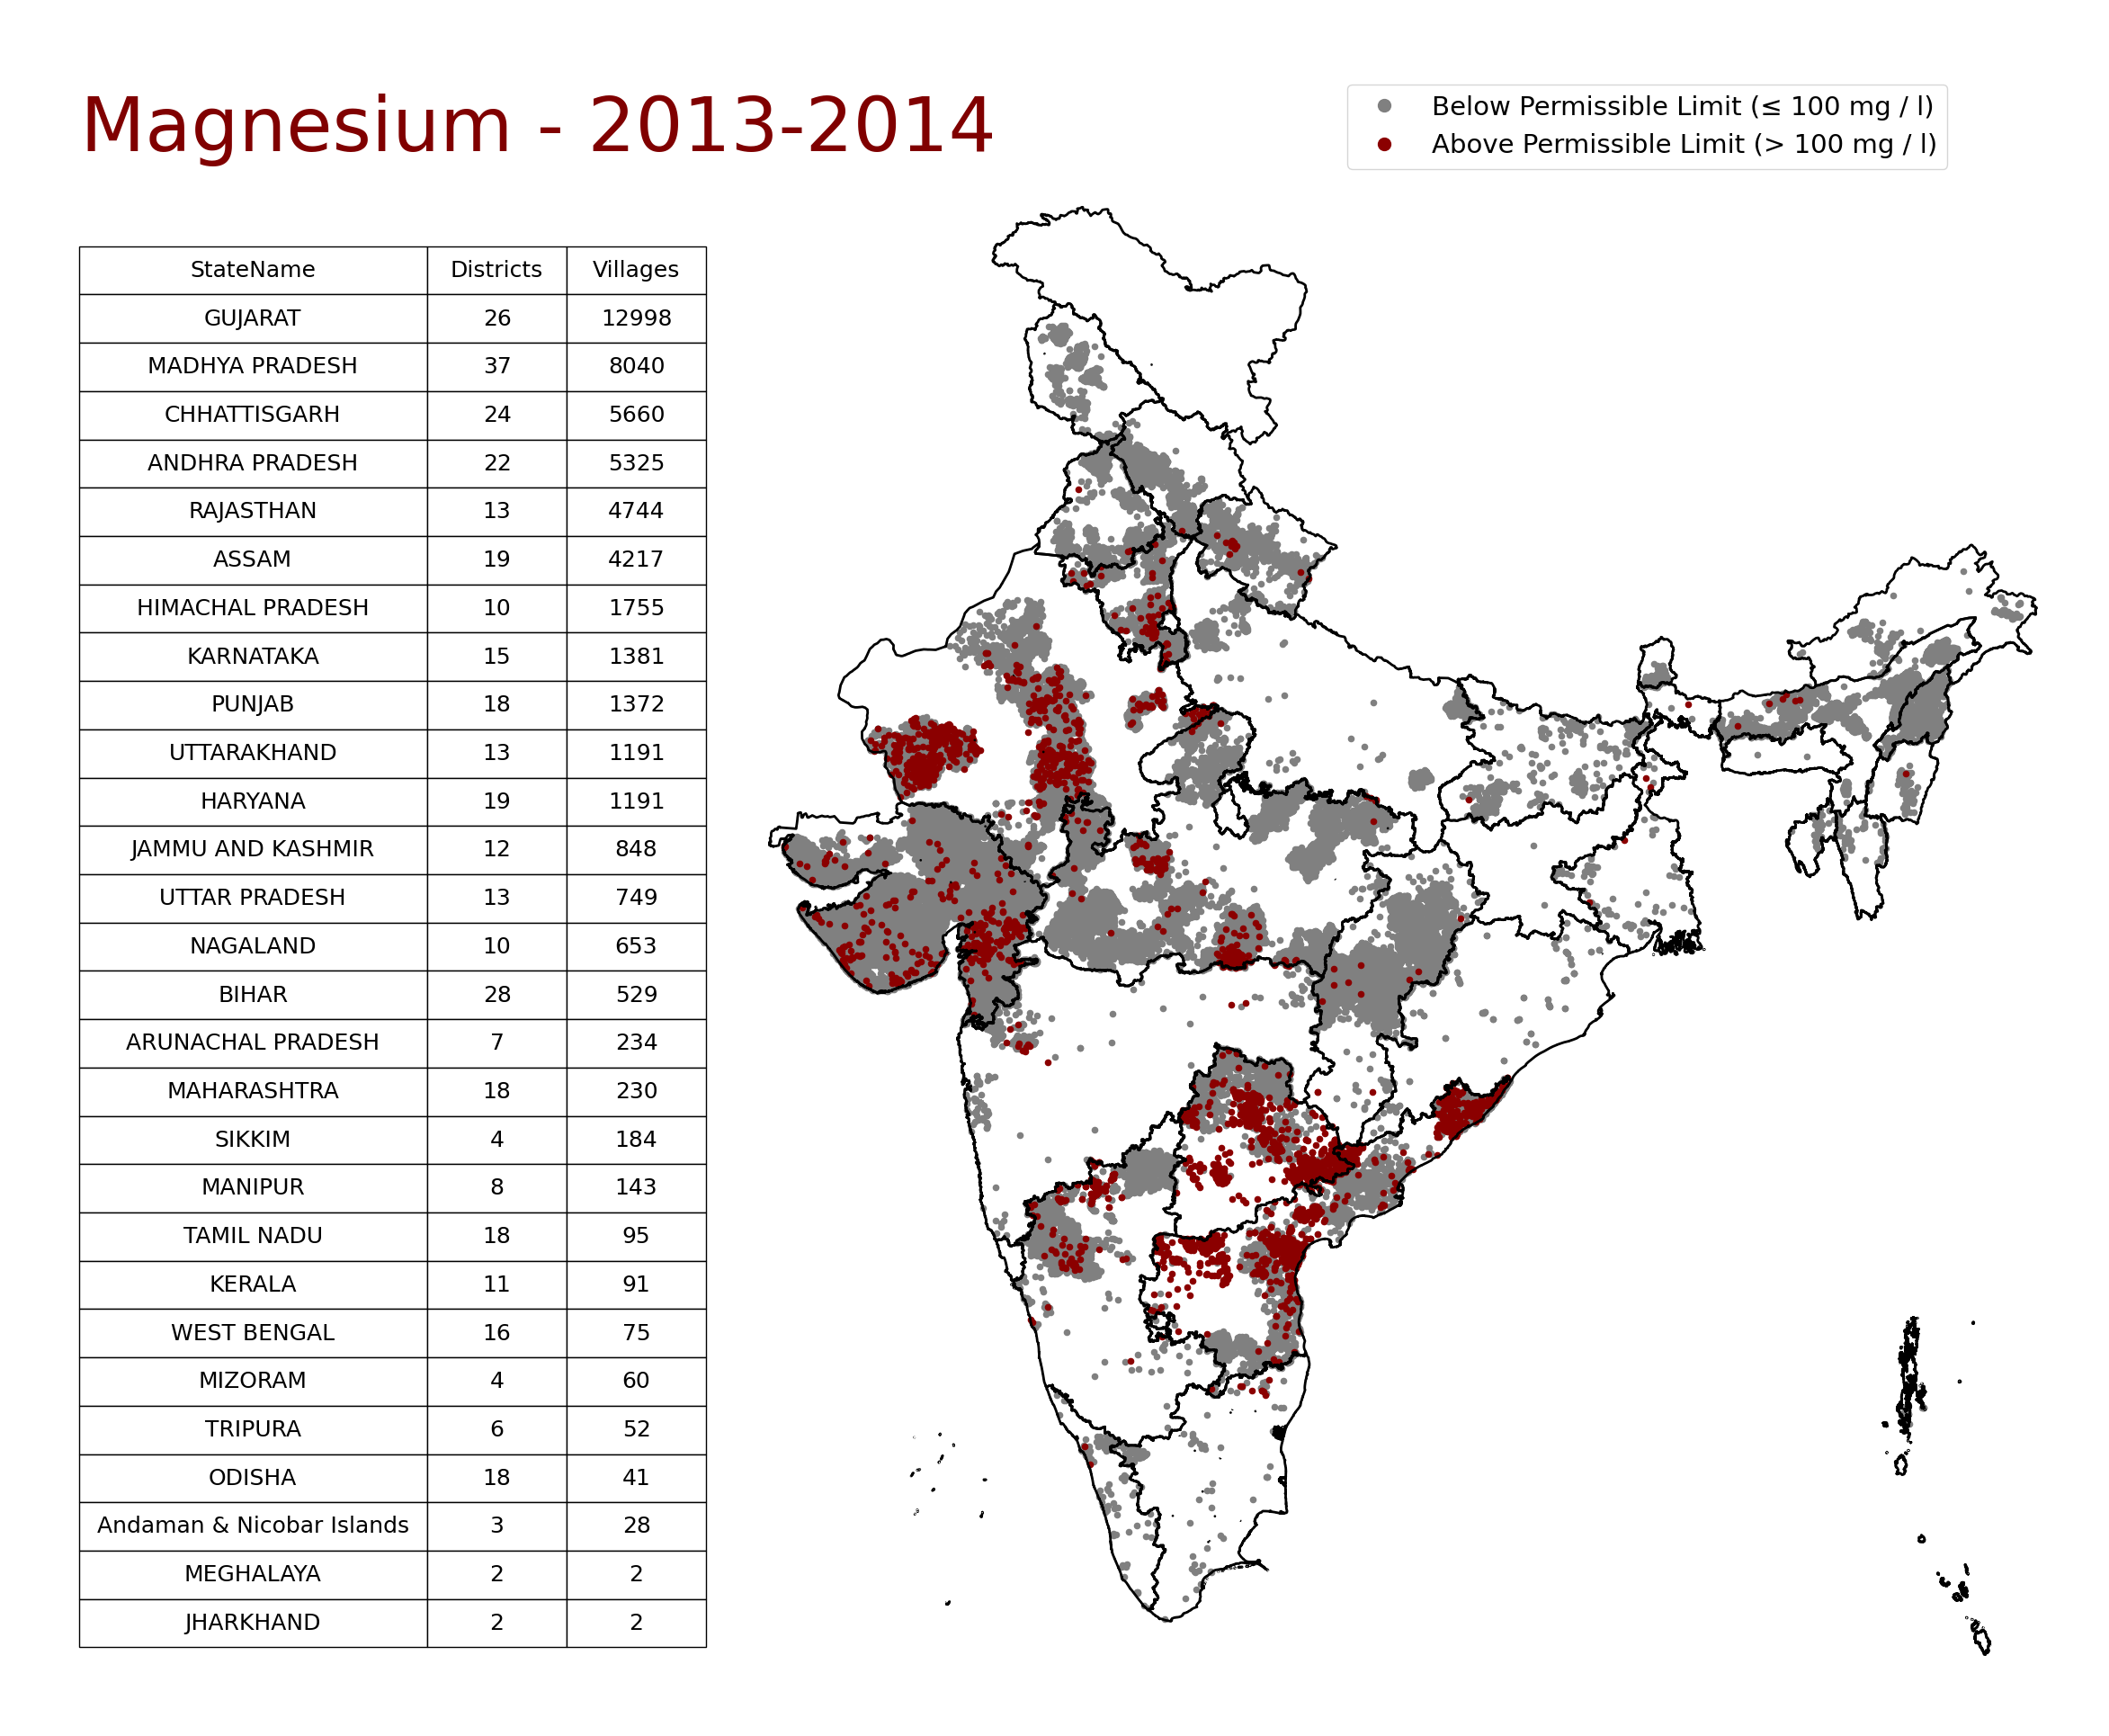 Magnesium - 2013-2014
Below Permissible Limit (≤ 100 mg / l)
Above Permissible Limit (> 100 mg / l)
StateName Districts Villages
GUJARAT 26 12998
MADHYA PRADESH 37 8040
CHHATTISGARH 24 5660
ANDHRA PRADESH 22 5325
RAJASTHAN 13 4744
ASSAM 19 4217
HIMACHAL PRADESH 10 1755
KARNATAKA 15 1381
PUNJAB 18 1372
UTTARAKHAND 13 1191
HARYANA 19 1191
JAMMU AND KASHMIR 12 848
UTTAR PRADESH 13 749
NAGALAND 10 653
BIHAR 28 529
ARUNACHAL PRADESH 7 234
MAHARASHTRA 18 230
SIKKIM 4 184
MANIPUR 8 143
TAMIL NADU 18 95
KERALA 11 91
WEST BENGAL 16 75
MIZORAM 4 60
TRIPURA 6 52
ODISHA 18 41
Andaman & Nicobar Islands 3 28
MEGHALAYA 2 2
JHARKHAND 2 2